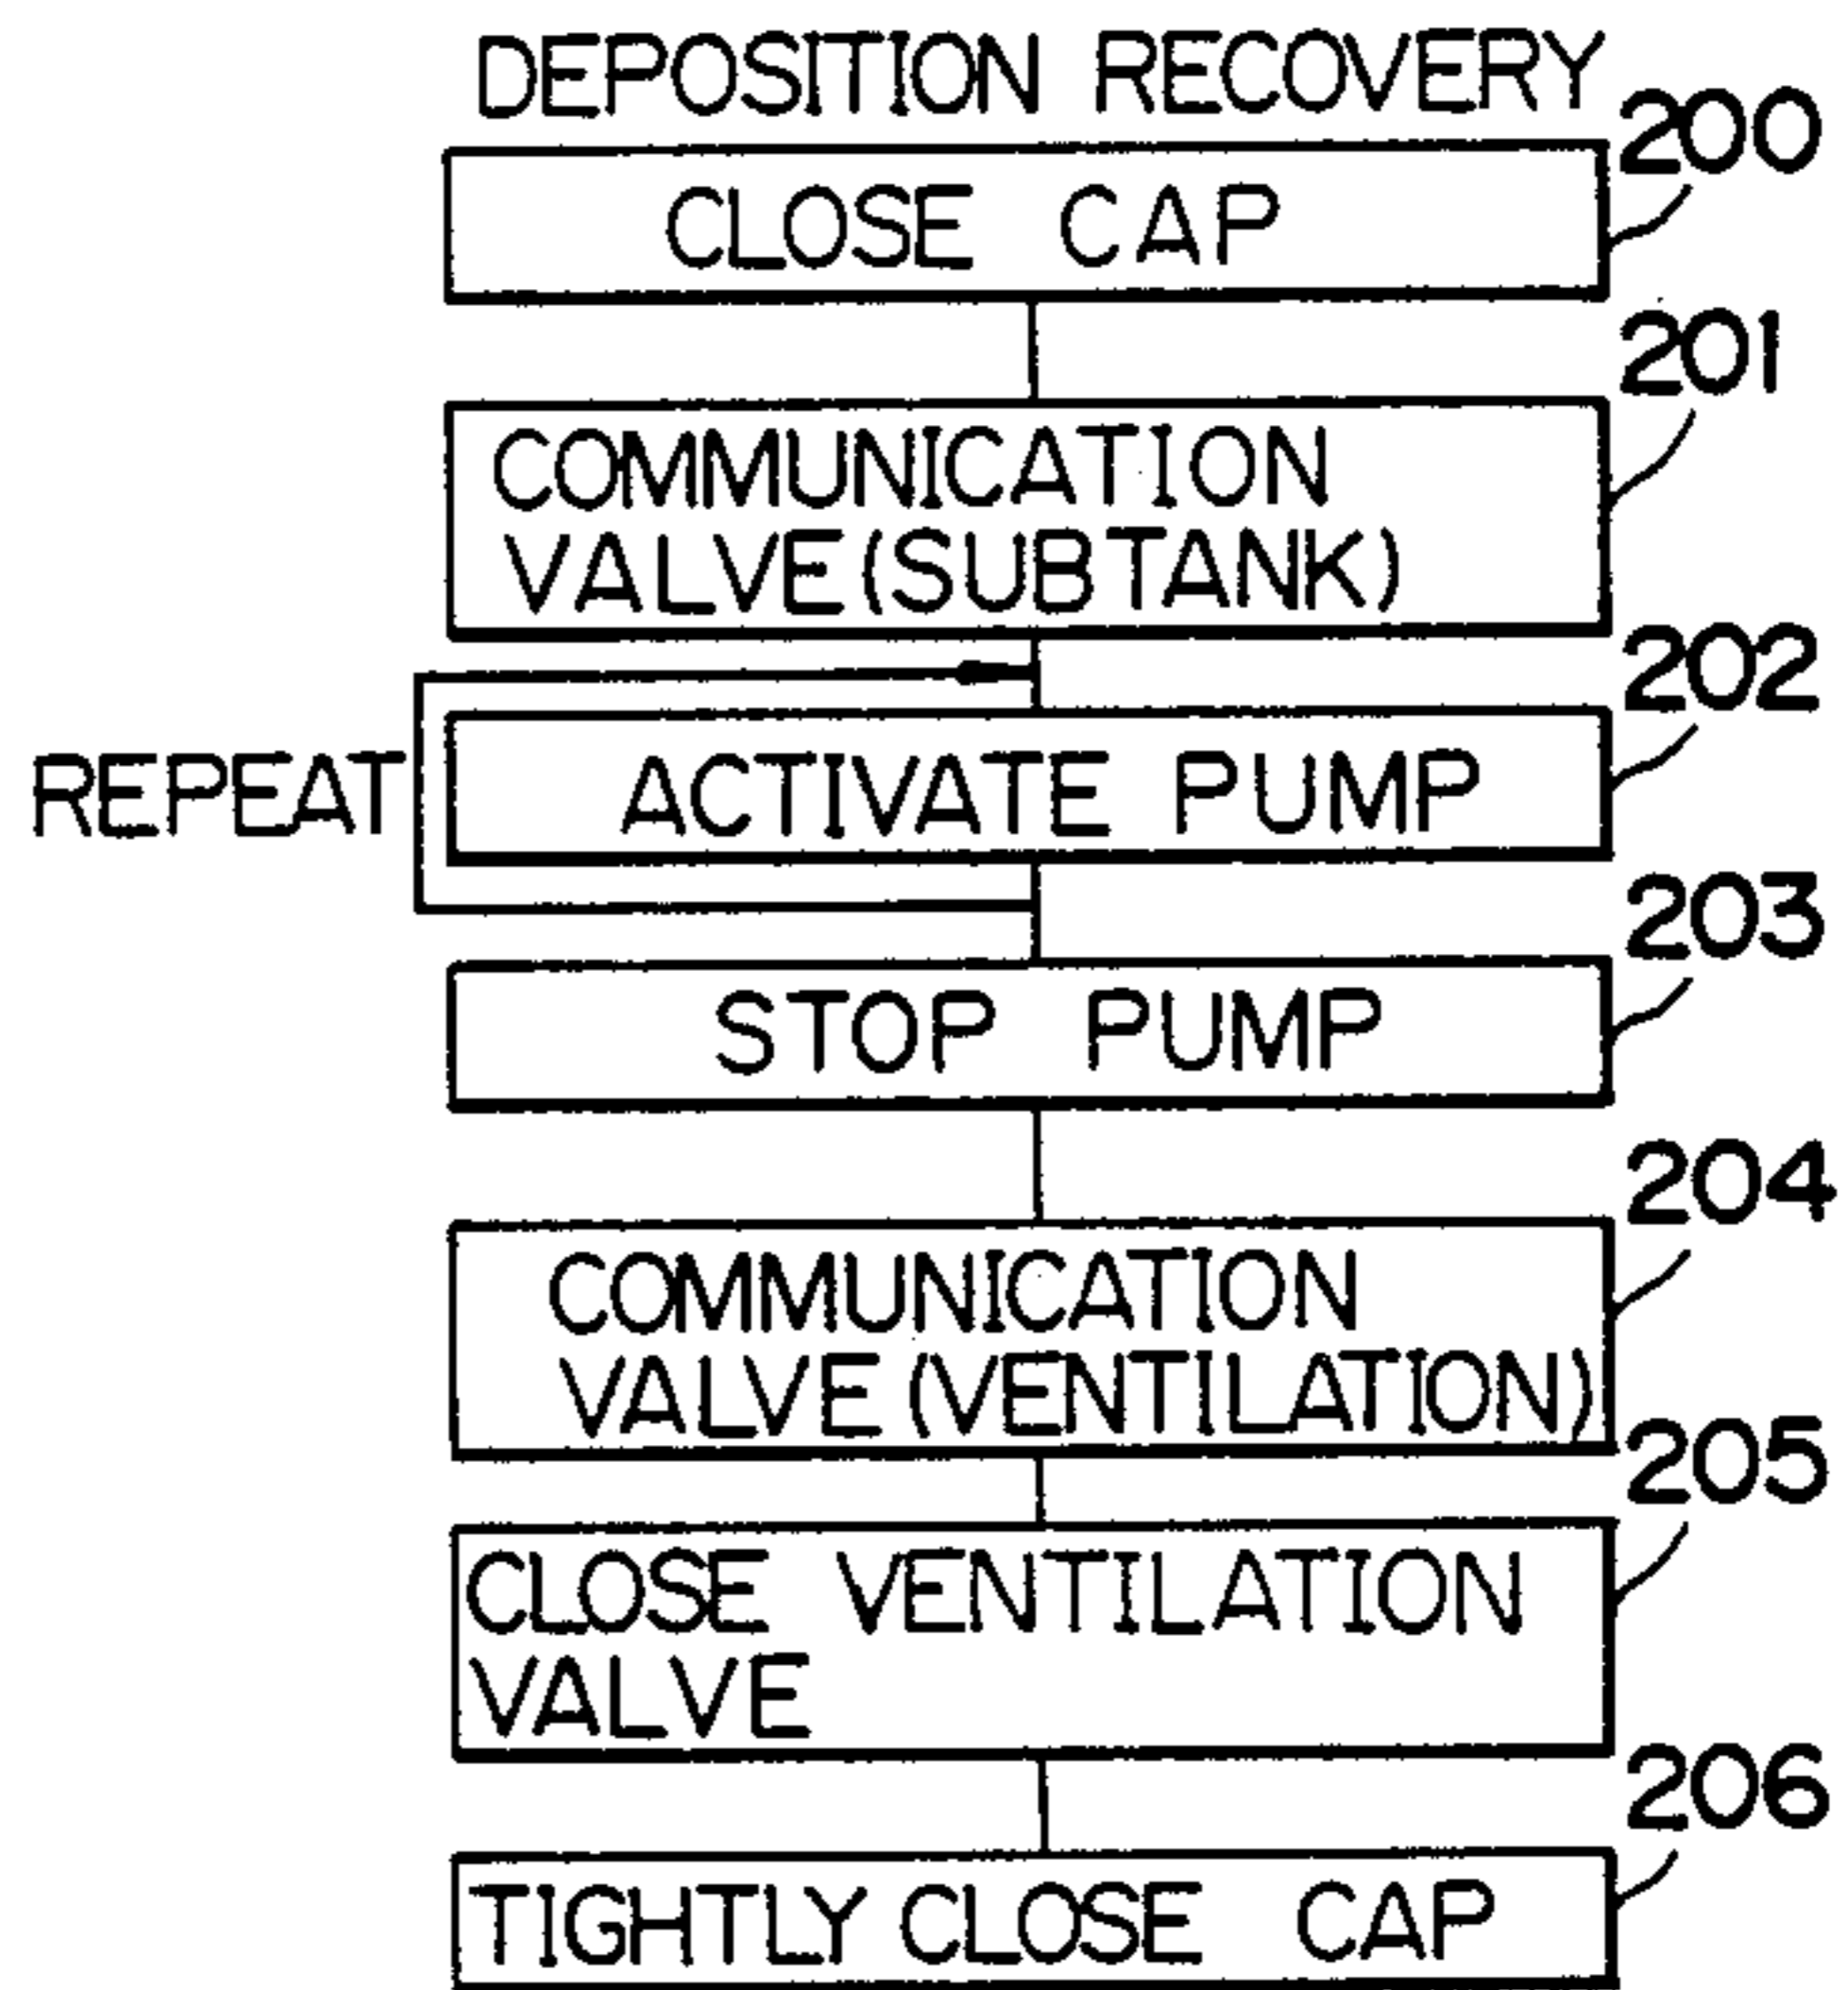 DEPOSITION RECOVERY
200
CLOSE CAP
201
COMMUNICATION
VALVE(SUBTANK)
202
REPEAT
ACTIVATE PUMP
203
STOP PUMP
204
COMMUNICATION
VALVE(VENTILATION)
205
CLOSE VENTILATION
VALVE
206
TIGHTLY CLOSE CAP